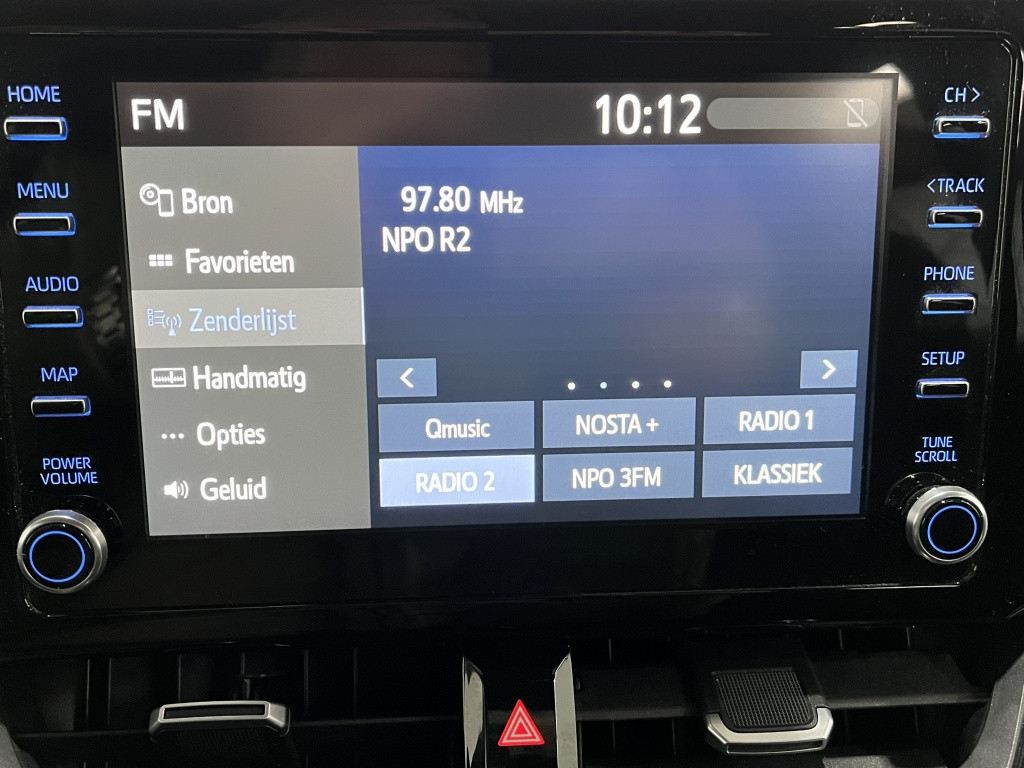 HOME
MENU
AUDIO
MAP
POWER
VOLUME
FM
10:12
Bron
Favorieten
Zenderlijst
Handmatig
Opties
Geluid
97.80 MHz
NPO R2
< >
Qmusic NOSTA + RADIO 1
RADIO 2 NPO 3FM KLASSIEK
CH >
< TRACK
PHONE
SETUP
TUNE
SCROLL